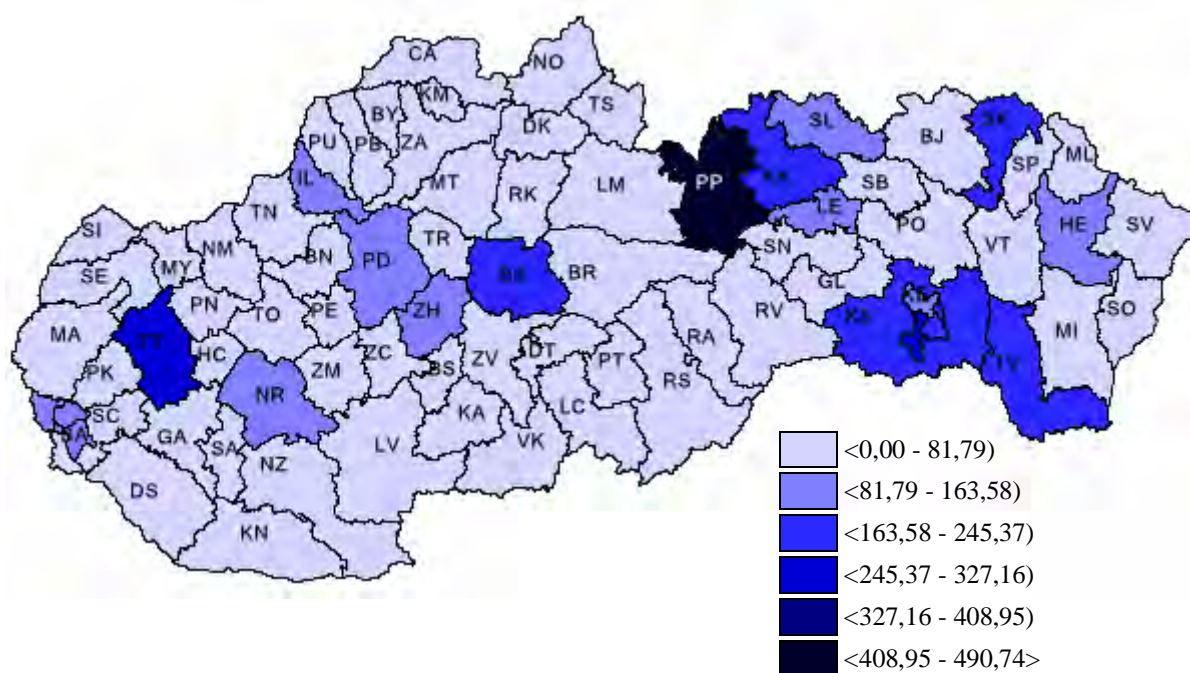 CA
NO
KM
TS
BY
DK
PU
PB
ZA
SL
BJ
SK
SP
ML
IL
MT
RK
LM
PP
KK
SB
LE
PO
HE
SV
TN
SI
NM
BN
PD
TR
BB
BR
SN
VT
SE
MY
GL
PN
TO
PE
ZH
RV
KE
KS
SO
MA
TT
HC
ZM
ZC
BS
ZV
DT
PT
RA
MI
TV
PK
NR
RS
SC
BA
GA
SA
KA
LC
LV
VK
NZ
DS
KN
<0,00 - 81,79)
<81,79 - 163,58)
<163,58 - 245,37)
<245,37 - 327,16)
<327,16 - 408,95)
<408,95 - 490,74>